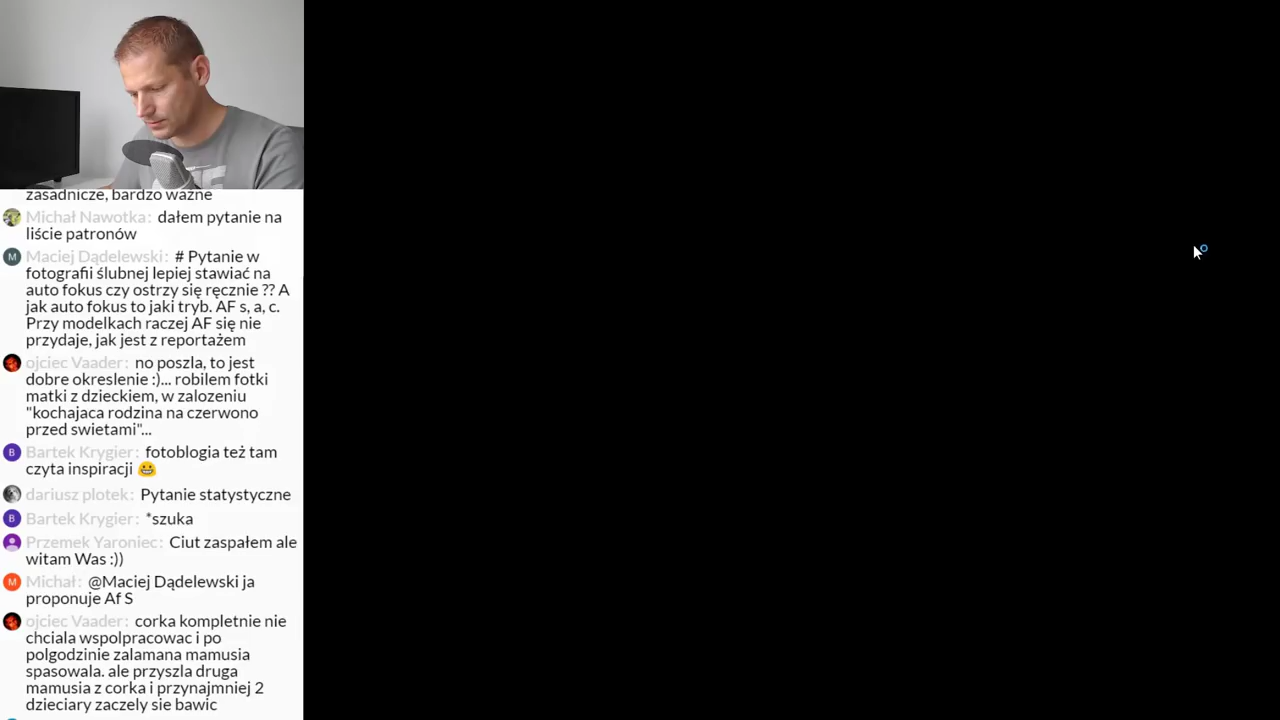 zasadnicze, bardzo ważne
Michał Nawotka: dałem pytanie na
liście patronów
M Maciej Dądelewski: # Pytanie w
fotografii ślubnej lepiej stawiać na
auto fokus czy ostrzy się ręcznie ?? A
jak auto fokus to jaki tryb. AF s, a, c.
Przy modelkach raczej AF się nie
przydaje, jak jest z reportażem
ojciec Vaader: no poszla, to jest
dobre okreslenie :)... robilem fotki
matki z dzieckiem, w zalozeniu
"kochajaca rodzina na czerwono
przed swietami"...
B Bartek Krygier: fotoblogia też tam
czyta inspiracji 😀
dariusz plotek: Pytanie statystyczne
B Bartek Krygier: *szuka
Przemek Yaroniec: Ciut zaspałem ale
witam Was :))
M Michał: @Maciej Dądelewski ja
proponuje Af S
ojciec Vaader: corka kompletnie nie
chciala wspolpracowac i po
polgodzinie zalamana mamusia
spasowala. ale przyszla druga
mamusia z corka i przynajmniej 2
dzieciary zaczely sie bawic